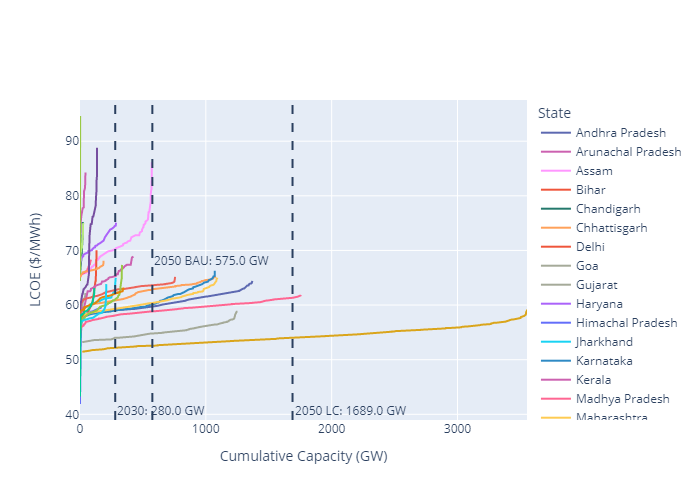 State
Andhra Pradesh
Arunachal Pradesh
Assam
Bihar
Chandigarh
Chhattisgarh
Delhi
Goa
Gujarat
Haryana
Himachal Pradesh
Jharkhand
Karnataka
Kerala
Madhya Pradesh
Maharashtra
LCOE ($/MWh)
90
80
70
60
50
40
2050 BAU: 575.0 GW
2030: 280.0 GW
2050 LC: 1689.0 GW
0
1000
2000
3000
Cumulative Capacity (GW)